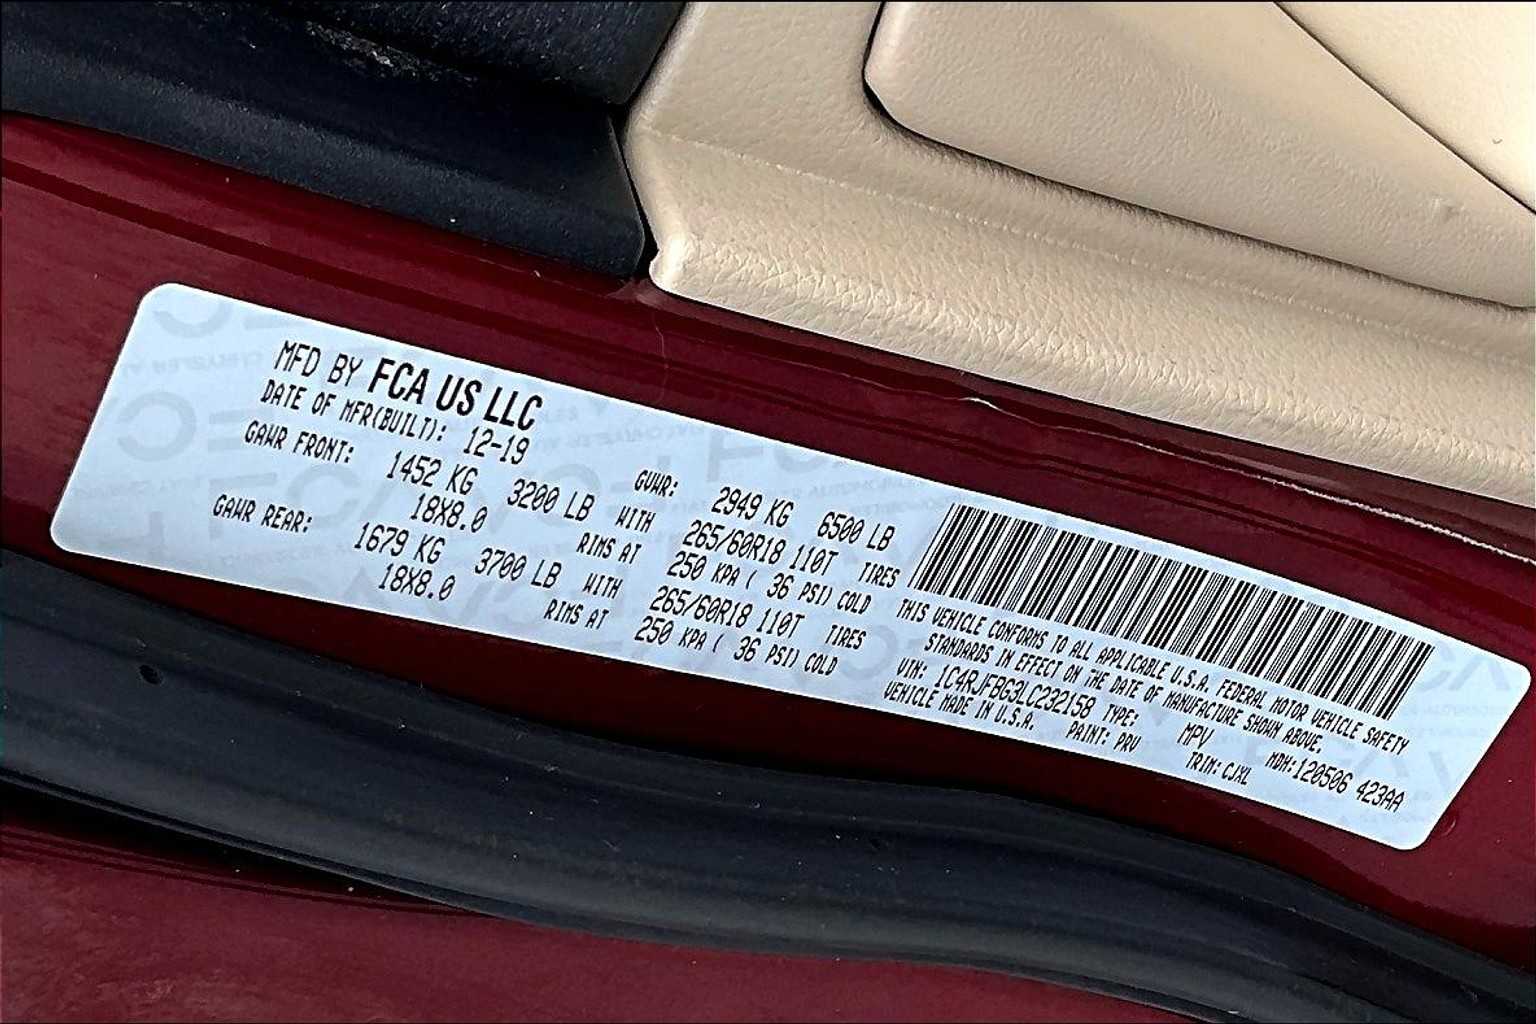 MFD BY FCA US LLC
DATE OF MFR(BUILT): 12-19
GVWR: 2949 KG 6500 LB
GAWR FRONT: 1452 KG 3200 LB WITH 265/60R18 110T TIRES
18X8.0 RIMS AT 250 KPA ( 36 PSI) COLD
GAWR REAR: 1679 KG 3700 LB WITH 265/60R18 110T TIRES
18X8.0 RIMS AT 250 KPA ( 36 PSI) COLD
THIS VEHICLE CONFORMS TO ALL APPLICABLE U.S.A. FEDERAL MOTOR VEHICLE SAFETY
STANDARDS IN EFFECT ON THE DATE OF MANUFACTURE SHOWN ABOVE.
VIN: 1C4RJFBG3LC232158 TYPE: MPV MDH:120506 423AA
VEHICLE MADE IN U.S.A. PAINT: PRV TRIM: CJXL